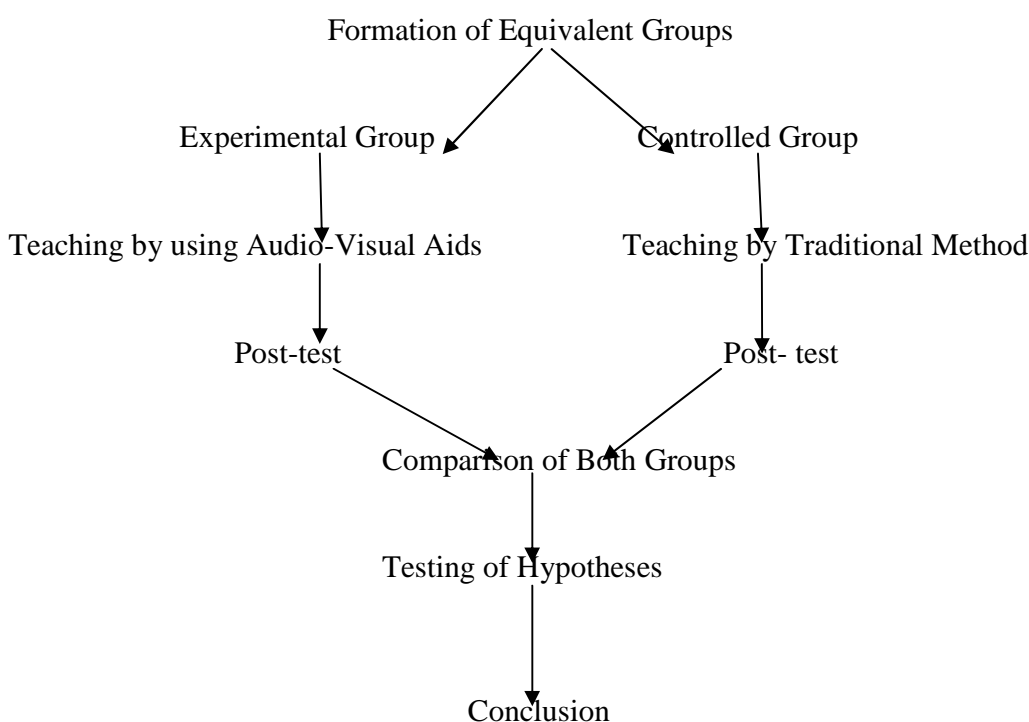 Formation of Equivalent Groups
Experimental Group
Controlled Group
Teaching by using Audio-Visual Aids
Teaching by Traditional Method
Post-test
Post- test
Comparison of Both Groups
Testing of Hypotheses
Conclusion